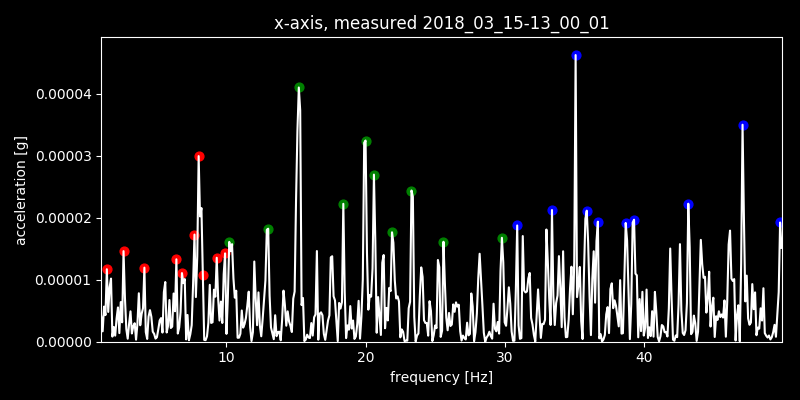 x-axis, measured 2018_03_15-13_00_01
acceleration [g]
0.00004
0.00003
0.00002
0.00001
0.00000
10 20 30 40
frequency [Hz]